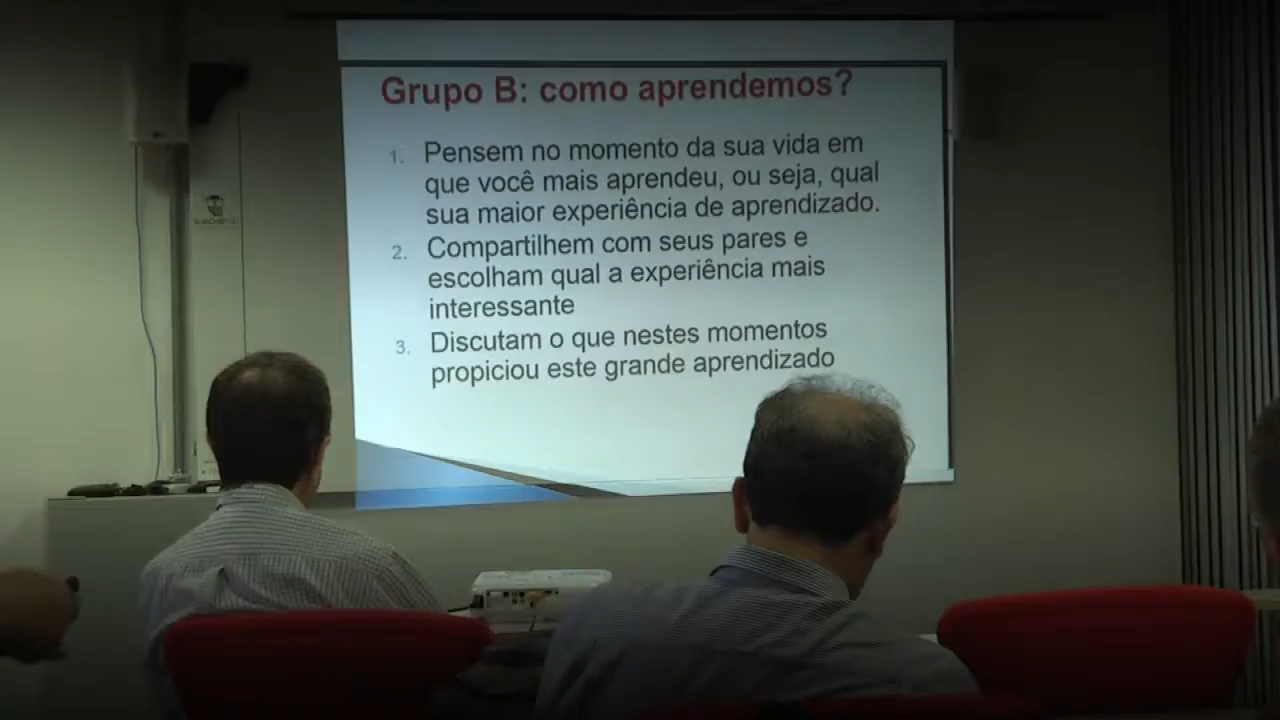 Grupo B: como aprendemos?
1. Pensem no momento da sua vida em
que você mais aprendeu, ou seja, qual
sua maior experiência de aprendizado.
2. Compartilhem com seus pares e
escolham qual a experiência mais
interessante
3. Discutam o que nestes momentos
propiciou este grande aprendizado